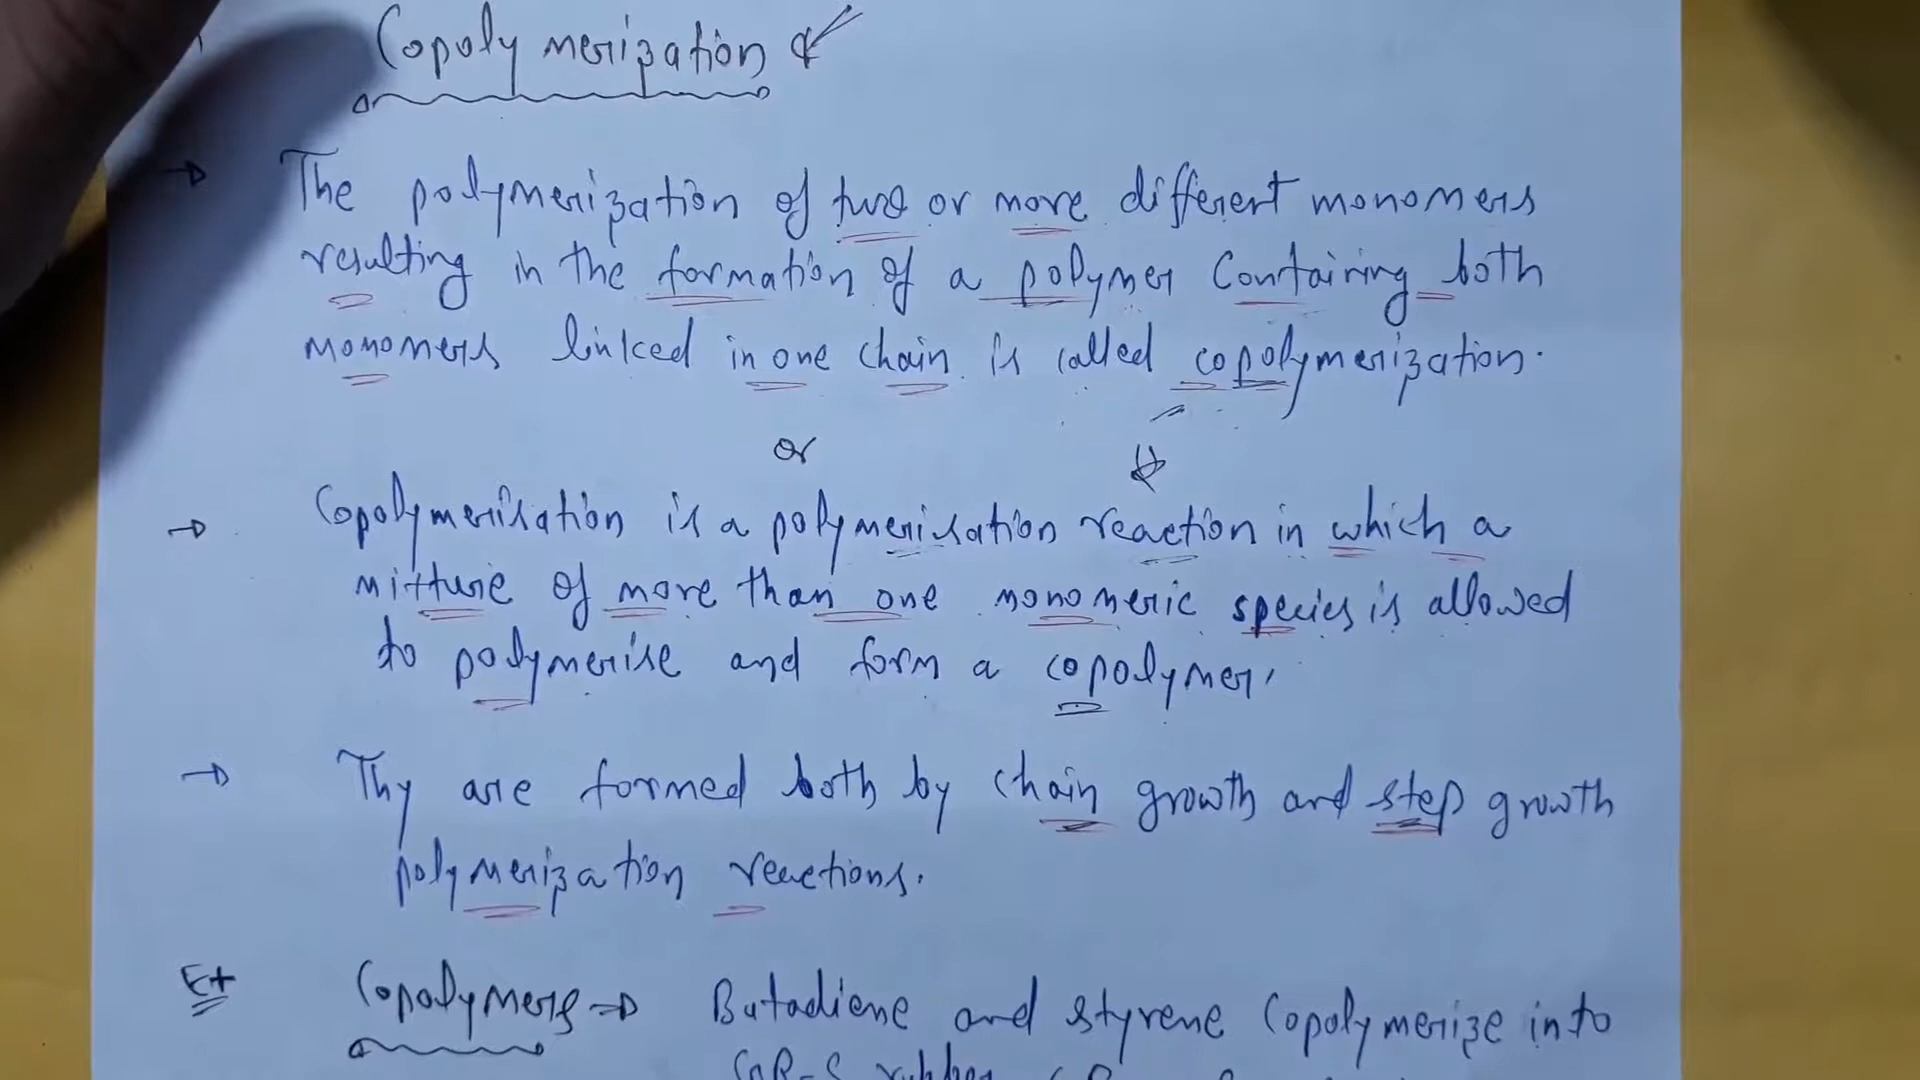 Copolymerization
→ The polymerization of two or more different monomers
resulting in the formation of a polymer Containing both
monomers linked in one chain is called copolymerization.
or
→ Copolymerisation is a polymerisation reaction in which a
mixture of more than one monomeric species is allowed
to polymerise and form a copolymer.
→ Thy are formed both by chain growth and step growth
polymerization reactions.
Ex Copolymers → Butadiene and styrene Copolymerize into
rubber